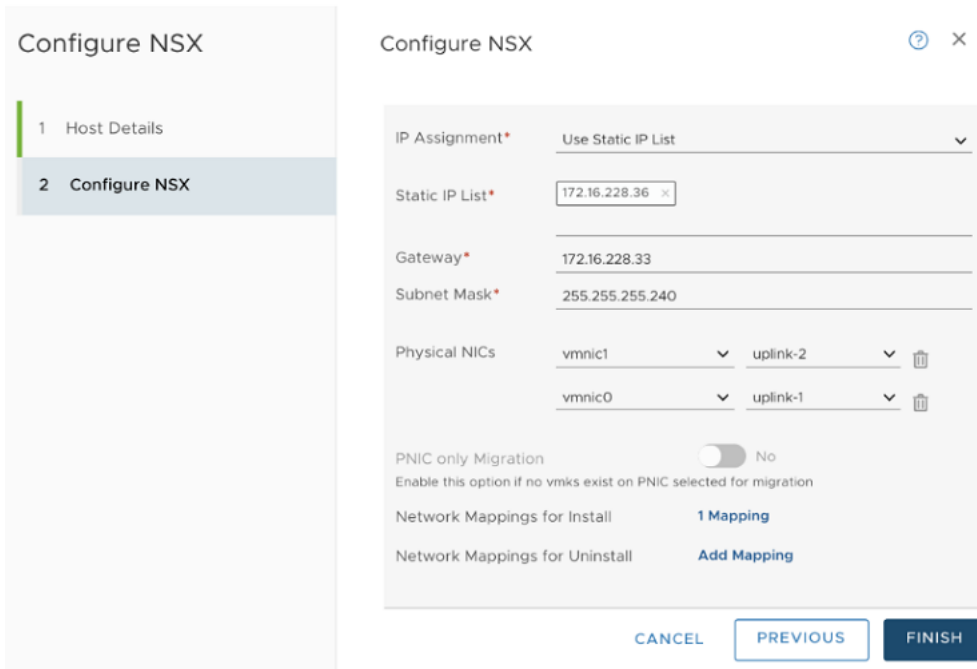 Configure NSX
1 Host Details
2 Configure NSX
Configure NSX
IP Assignment* Use Static IP List
Static IP List* 172.16.228.36 ×
Gateway* 172.16.228.33
Subnet Mask* 255.255.255.240
Physical NICs vmnic1 uplink-2
vmnic0 uplink-1
PNIC only Migration No
Enable this option if no vmks exist on PNIC selected for migration
Network Mappings for Install 1 Mapping
Network Mappings for Uninstall Add Mapping
CANCEL PREVIOUS FINISH